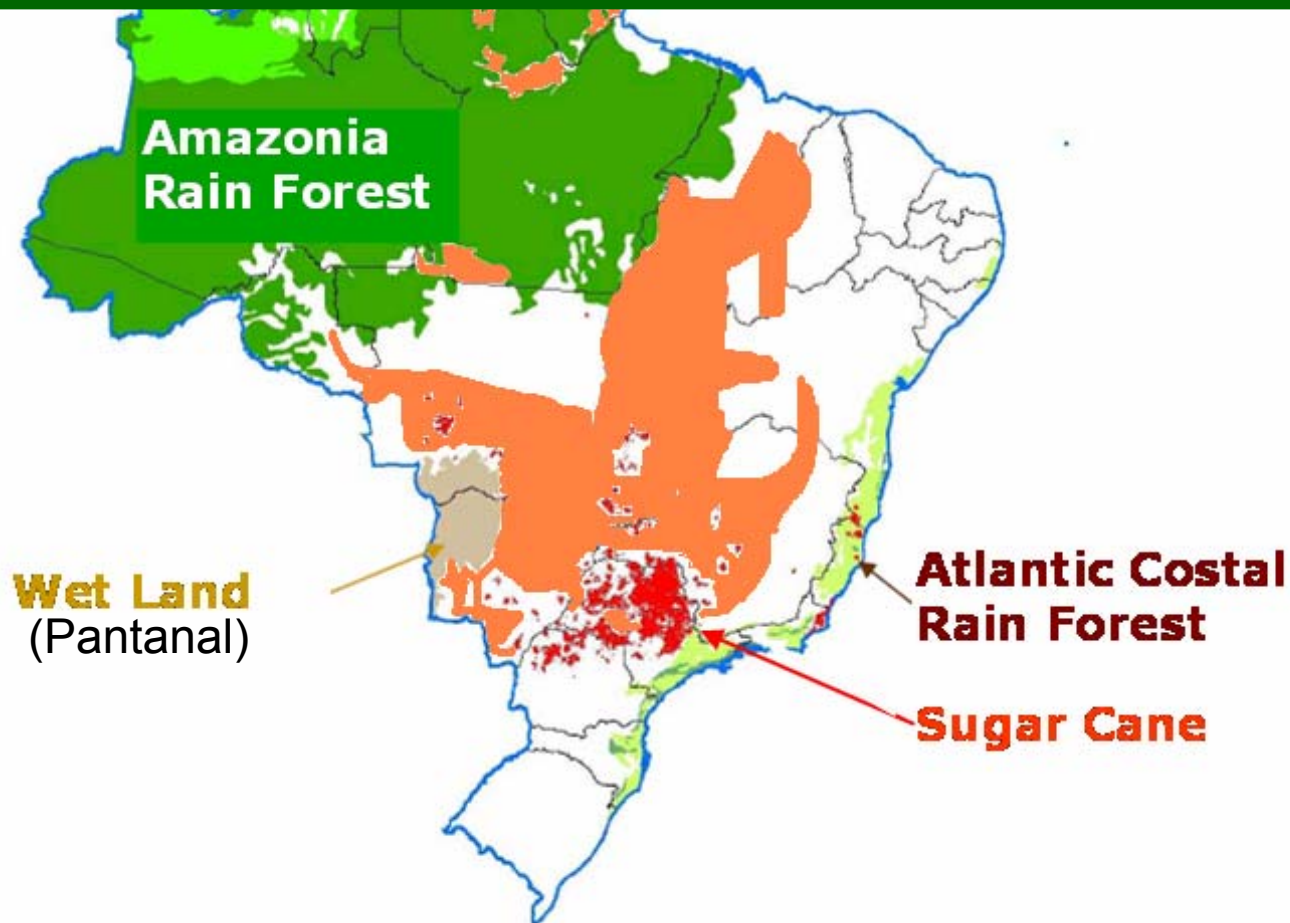 Amazonia
Rain Forest
Wet Land
(Pantanal)
Atlantic Costal
Rain Forest
Sugar Cane